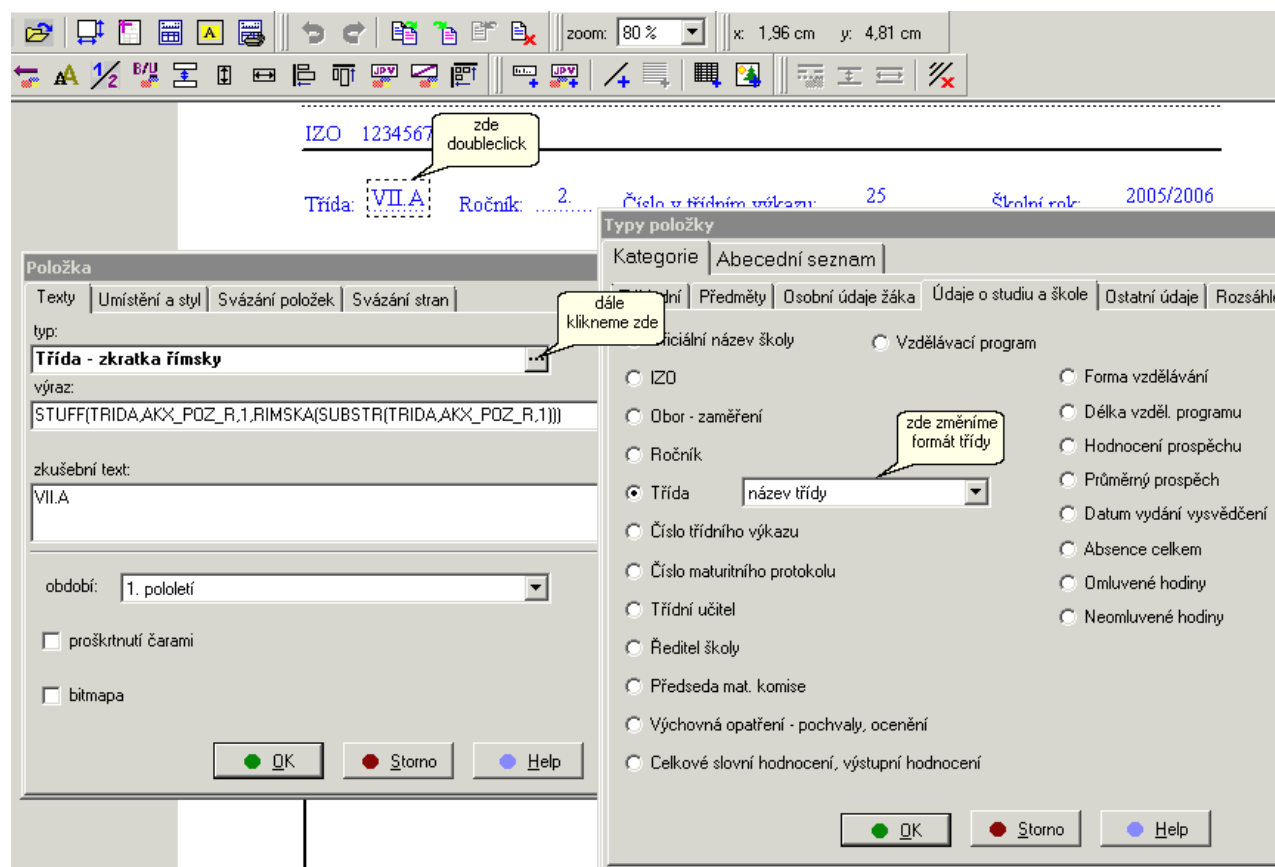 zoom: 80 % x: 1,96 cm y: 4,81 cm
IZO 1234567
zde
doubleclick
Třída: VII.A Ročník: 2. Číslo v třídním výkazu: 25 Školní rok: 2005/2006
Položka
Texty Umístění a styl Svázání položek Svázání stran
typ:
Třída - zkratka římsky ...
dále
klikneme zde
výraz:
STUFF(TRIDA,AKX_POZ_R,1,RIMSKA(SUBSTR(TRIDA,AKX_POZ_R,1)))
zkušební text:
VII.A
období: 1. pololetí
proškrtnutí čarami
bitmapa
OK Storno Help
Typy položky
Kategorie Abecední seznam
Předměty Osobní údaje žáka Údaje o studiu a škole Ostatní údaje
název školy Vzdělávací program
IZO
Obor - zaměření
Ročník
zde změníme
formát třídy
Třída název třídy
Číslo třídního výkazu
Číslo maturitního protokolu
Třídní učitel
Ředitel školy
Předseda mat. komise
Výchovná opatření - pochvaly, ocenění
Celkové slovní hodnocení, výstupní hodnocení
Forma vzdělávání
Délka vzděl. programu
Hodnocení prospěchu
Průměrný prospěch
Datum vydání vysvědčení
Absence celkem
Omluvené hodiny
Neomluvené hodiny
OK Storno Help